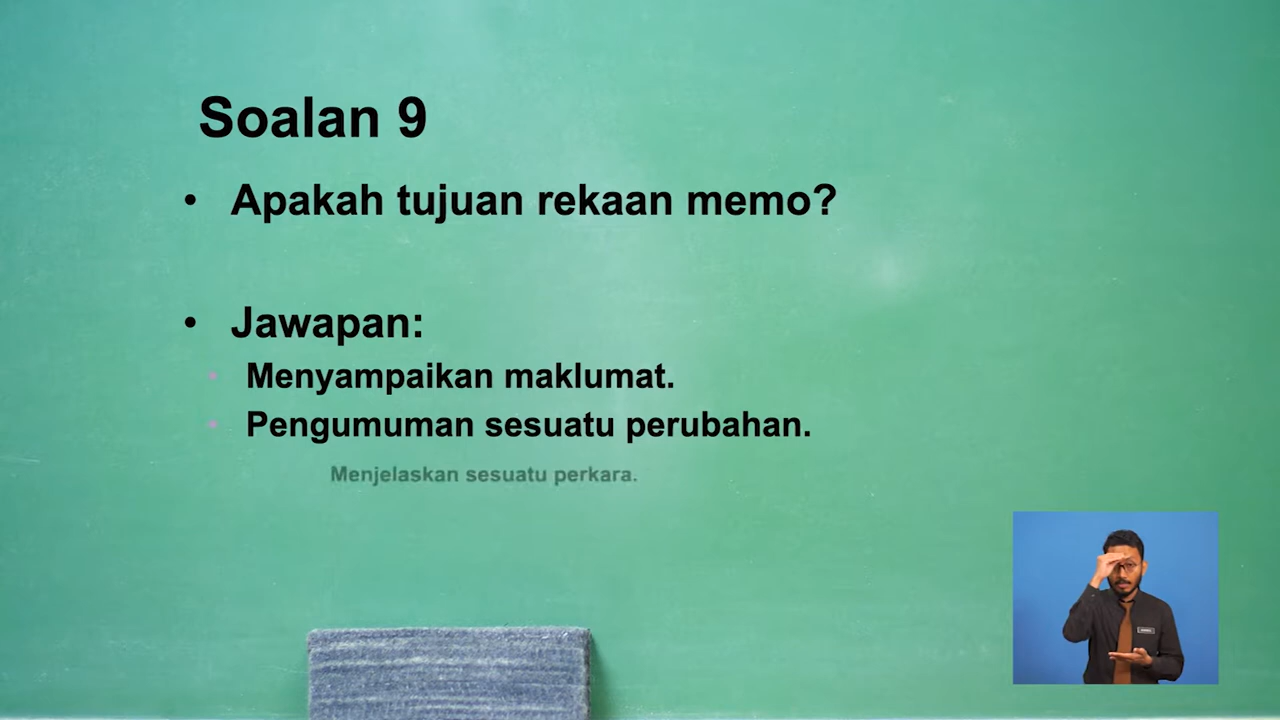 Soalan 9
• Apakah tujuan rekaan memo?
• Jawapan:
• Menyampaikan maklumat.
• Pengumuman sesuatu perubahan.
Menjelaskan sesuatu perkara.